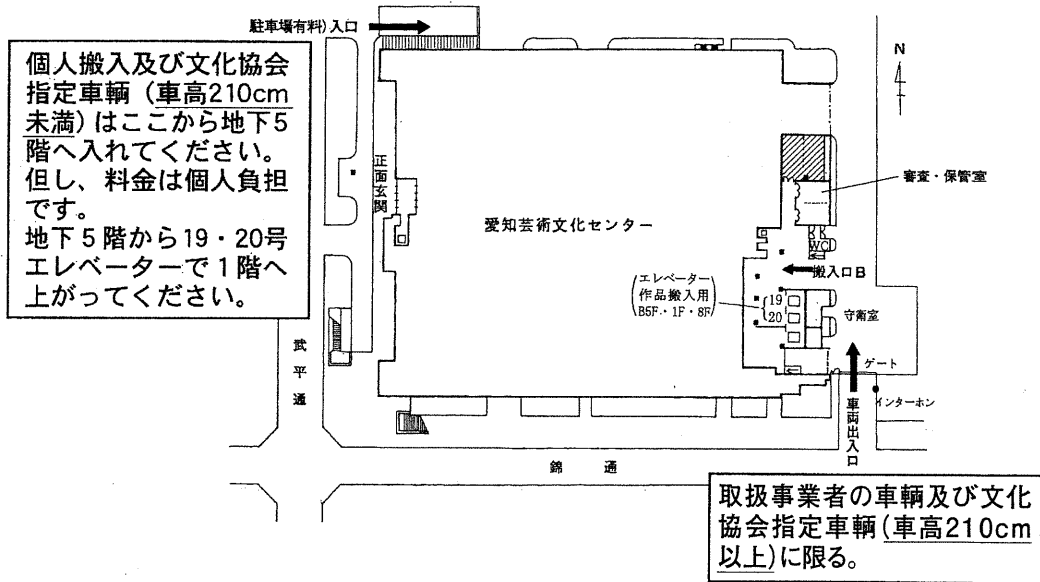 駐車場有料)入口
個人搬入及び文化協会
指定車輌（車高210cm
未満）はここから地下5
階へ入れてください。
但し、料金は個人負担
です。
地下5階から19・20号
エレベーターで1階へ
上がってください。
N
正面玄関
審査・保管室
愛知芸術文化センター
WC
搬入口B
エレベーター
作品搬入用
B5F・1F・8F
19
20
守衛室
ゲート
武平通
インターホン
車両出入口
錦通
取扱事業者の車輌及び文化
協会指定車輌(車高210cm
以上)に限る。